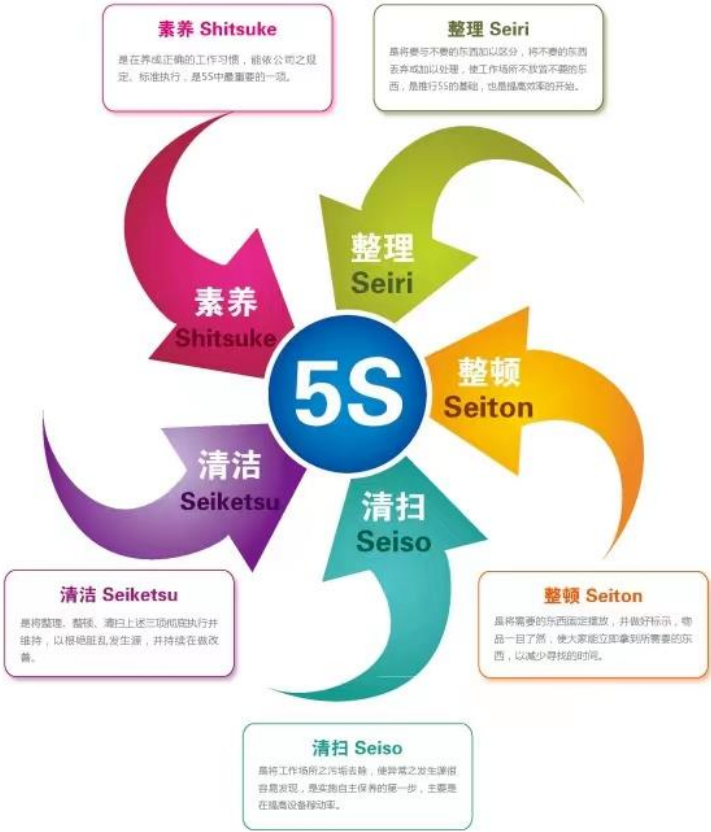 素养 Shitsuke
是在养成正确的工作习惯，能依公司之规
定、标准执行，是5S中最重要的一项。
整理 Seiri
是将要与不要的东西加以区分，将不要的东西
丢弃或加以处理，使工作场所不放置不要的东
西，是推行5S的基础，也是提高效率的开始。
整理
Seiri
素养
Shitsuke
5S
整顿
Seiton
清洁
Seiketsu
清扫
Seiso
清洁 Seiketsu
是将整理、整顿、清扫上述三项彻底执行并
维持，以根绝脏乱发生源，并持续在做改
善。
整顿 Seiton
是将需要的东西固定摆放，并做好标示，物
品一目了然，使大家能立即拿到所需要的东
西，以减少寻找的时间。
清扫 Seiso
是将工作场所之污垢去除，使异常之发生源很
容易发现，是实施自主保养的第一步，主要是
在提高设备稼动率。